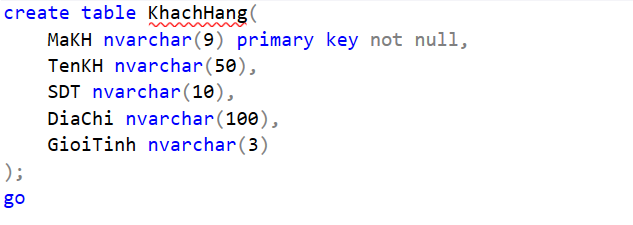 create table KhachHang(
    MaKH nvarchar(9) primary key not null,
    TenKH nvarchar(50),
    SDT nvarchar(10),
    DiaChi nvarchar(100),
    GioiTinh nvarchar(3)
);
go